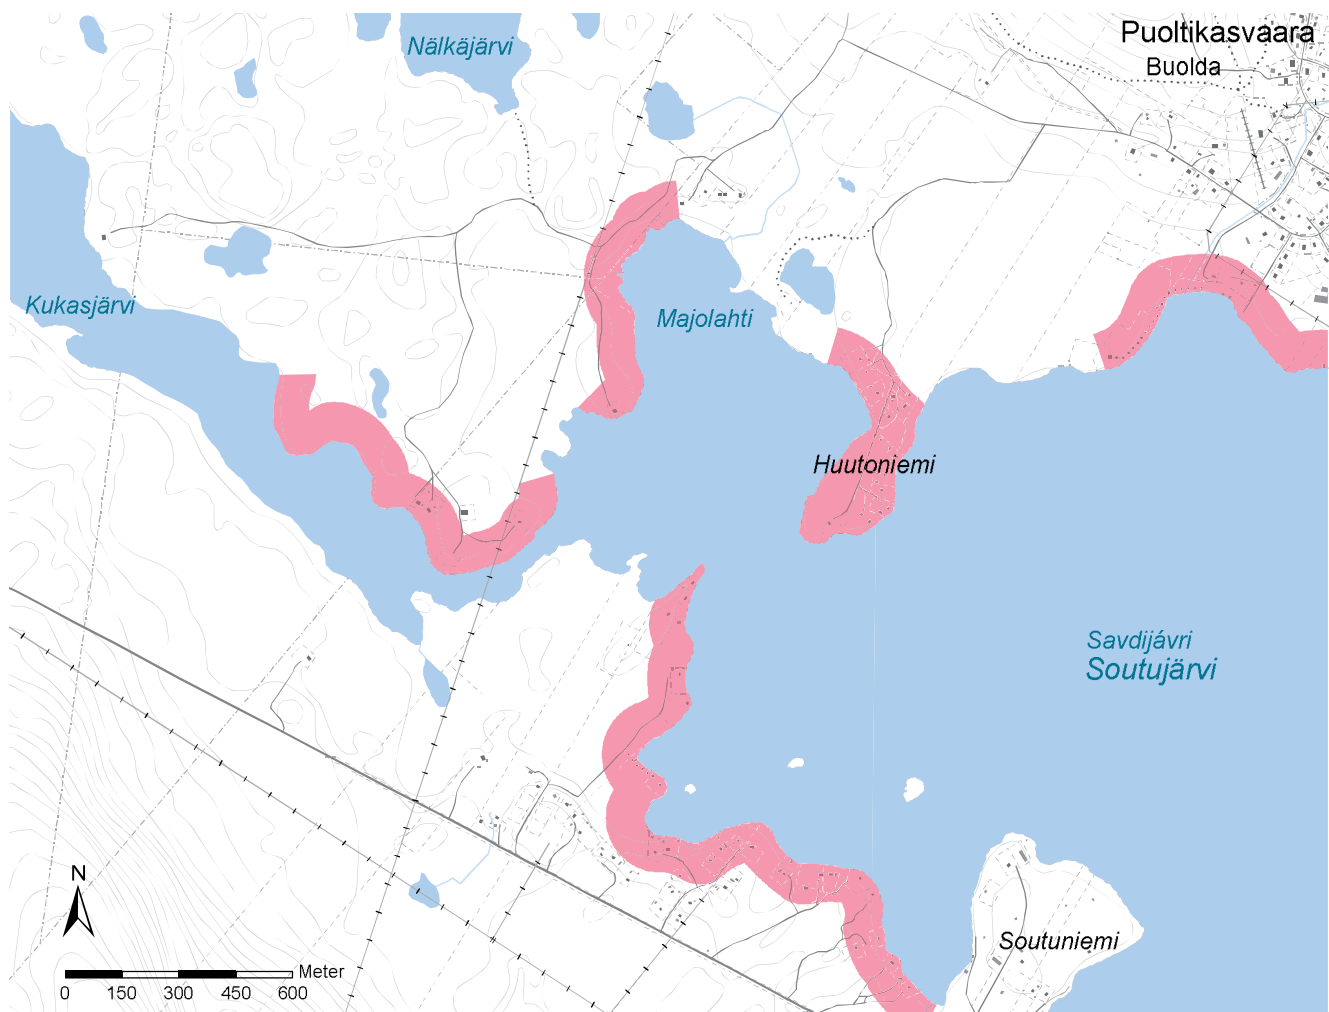 Puoltikasvaara
Buolda
Nälkäjärvi
Kukasjärvi
Majolahti
Huutoniemi
Savdijávri
Soutujärvi
Soutuniemi
N
Meter
0 150 300 450 600